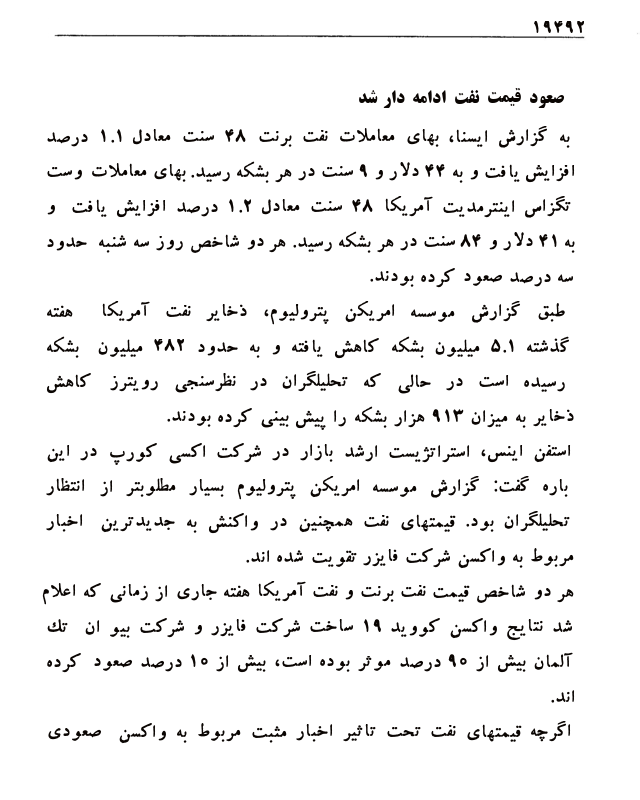 ۱۹۴۹۲
صعود قیمت نفت ادامه دار شد
به گزارش ایسنا، بهای معاملات نفت برنت ۴۸ سنت معادل ۱.۱ درصد
افزایش یافت و به ۴۴ دلار و ۹ سنت در هر بشکه رسید. بهای معاملات وست
تگزاس اینترمدیت آمریکا ۴۸ سنت معادل ۱.۲ درصد افزایش یافت و
به ۴۱ دلار و ۸۴ سنت در هر بشکه رسید. هر دو شاخص روز سه شنبه حدود
سه درصد صعود کرده بودند.
طبق گزارش موسسه امریکن پترولیوم، ذخایر نفت آمریکا هفته
گذشته ۵.۱ میلیون بشکه کاهش یافته و به حدود ۴۸۲ میلیون بشکه
رسیده است در حالی که تحلیلگران در نظرسنجی رویترز کاهش
ذخایر به میزان ۹۱۳ هزار بشکه را پیش بینی کرده بودند.
استفن اینس، استراتژیست ارشد بازار در شرکت اکسی کورپ در این
باره گفت: گزارش موسسه امریکن پترولیوم بسیار مطلوبتر از انتظار
تحلیلگران بود. قیمتهای نفت همچنین در واکنش به جدیدترین اخبار
مربوط به واکسن شرکت فایزر تقویت شده اند.
هر دو شاخص قیمت نفت برنت و نفت آمریکا هفته جاری از زمانی که اعلام
شد نتایج واکسن کووید ۱۹ ساخت شرکت فایزر و شرکت بیو ان تك
آلمان بیش از ۹۰ درصد موثر بوده است، بیش از ۱۰ درصد صعود کرده
اند.
اگرچه قیمتهای نفت تحت تاثیر اخبار مثبت مربوط به واکسن صعودی